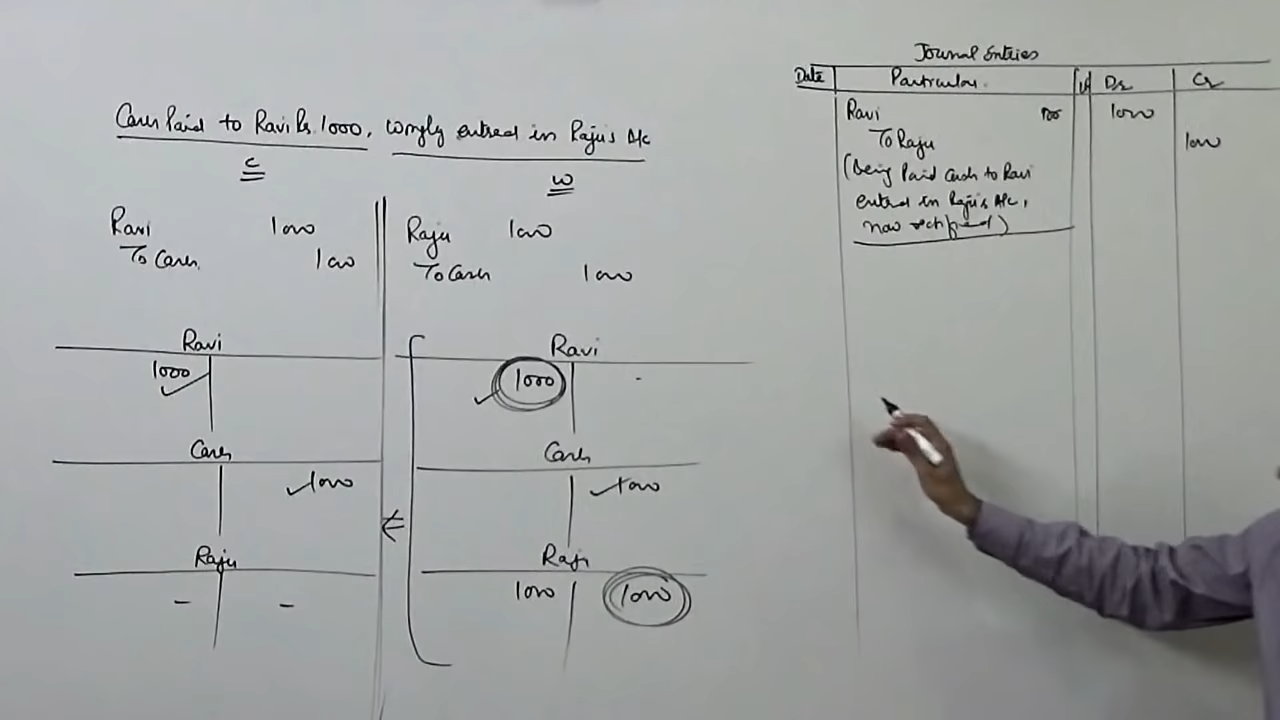 Cash Paid to Ravi Rs. 1000, wrongly entred in Raju's A/c
C
W
Ravi 1000
To Cash 1000
Raju 1000
To Cash 1000
Ravi
1000
Cash
1000
Raju
- -
Ravi
1000
Cash
1000
Raju
1000 1000
Journal Entries
Date Particulars Lf Dr Cr
Ravi 1000
To Raju 1000
(Being Paid Cash to Ravi
entred in Raju's A/c,
now rectified)